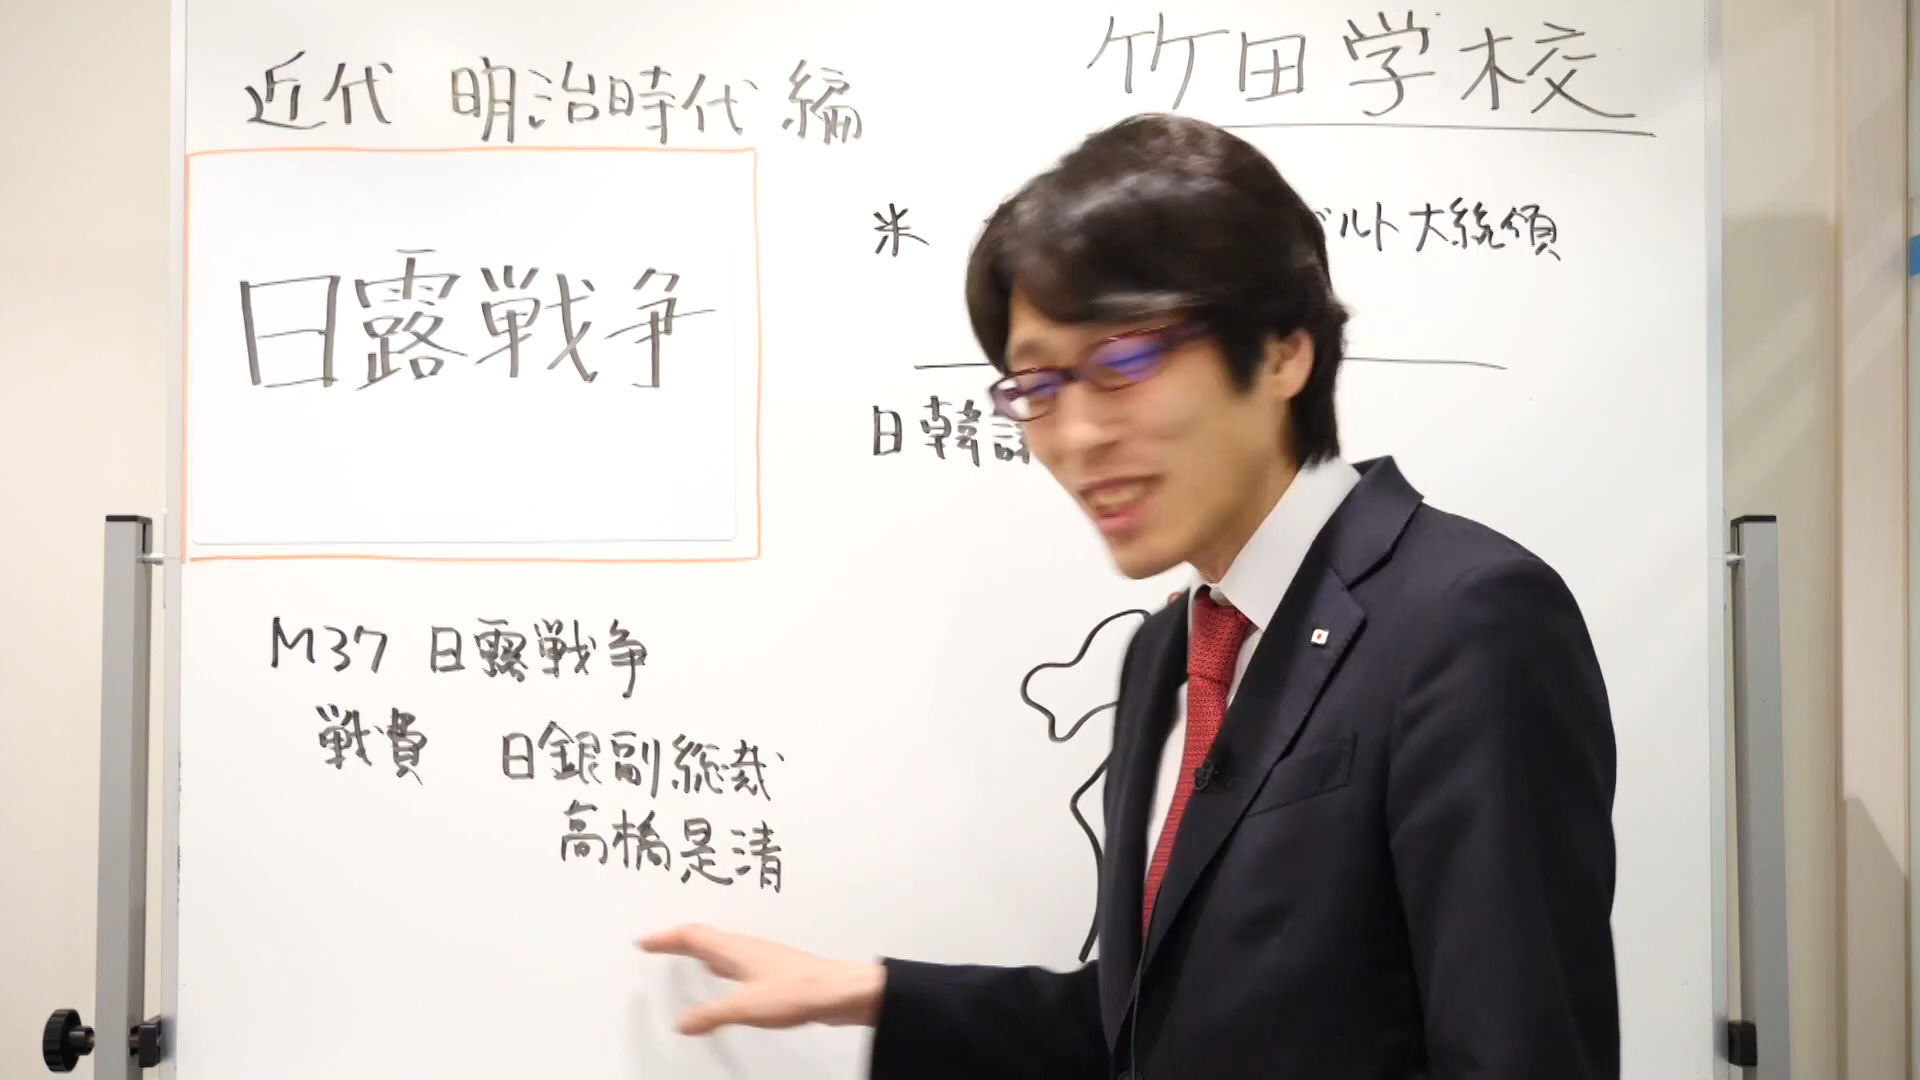 近代 明治時代 編
竹田学校
日露戦争
米 ベルト大統領
日韓議
M37 日露戦争
戦費 日銀副総裁
高橋是清